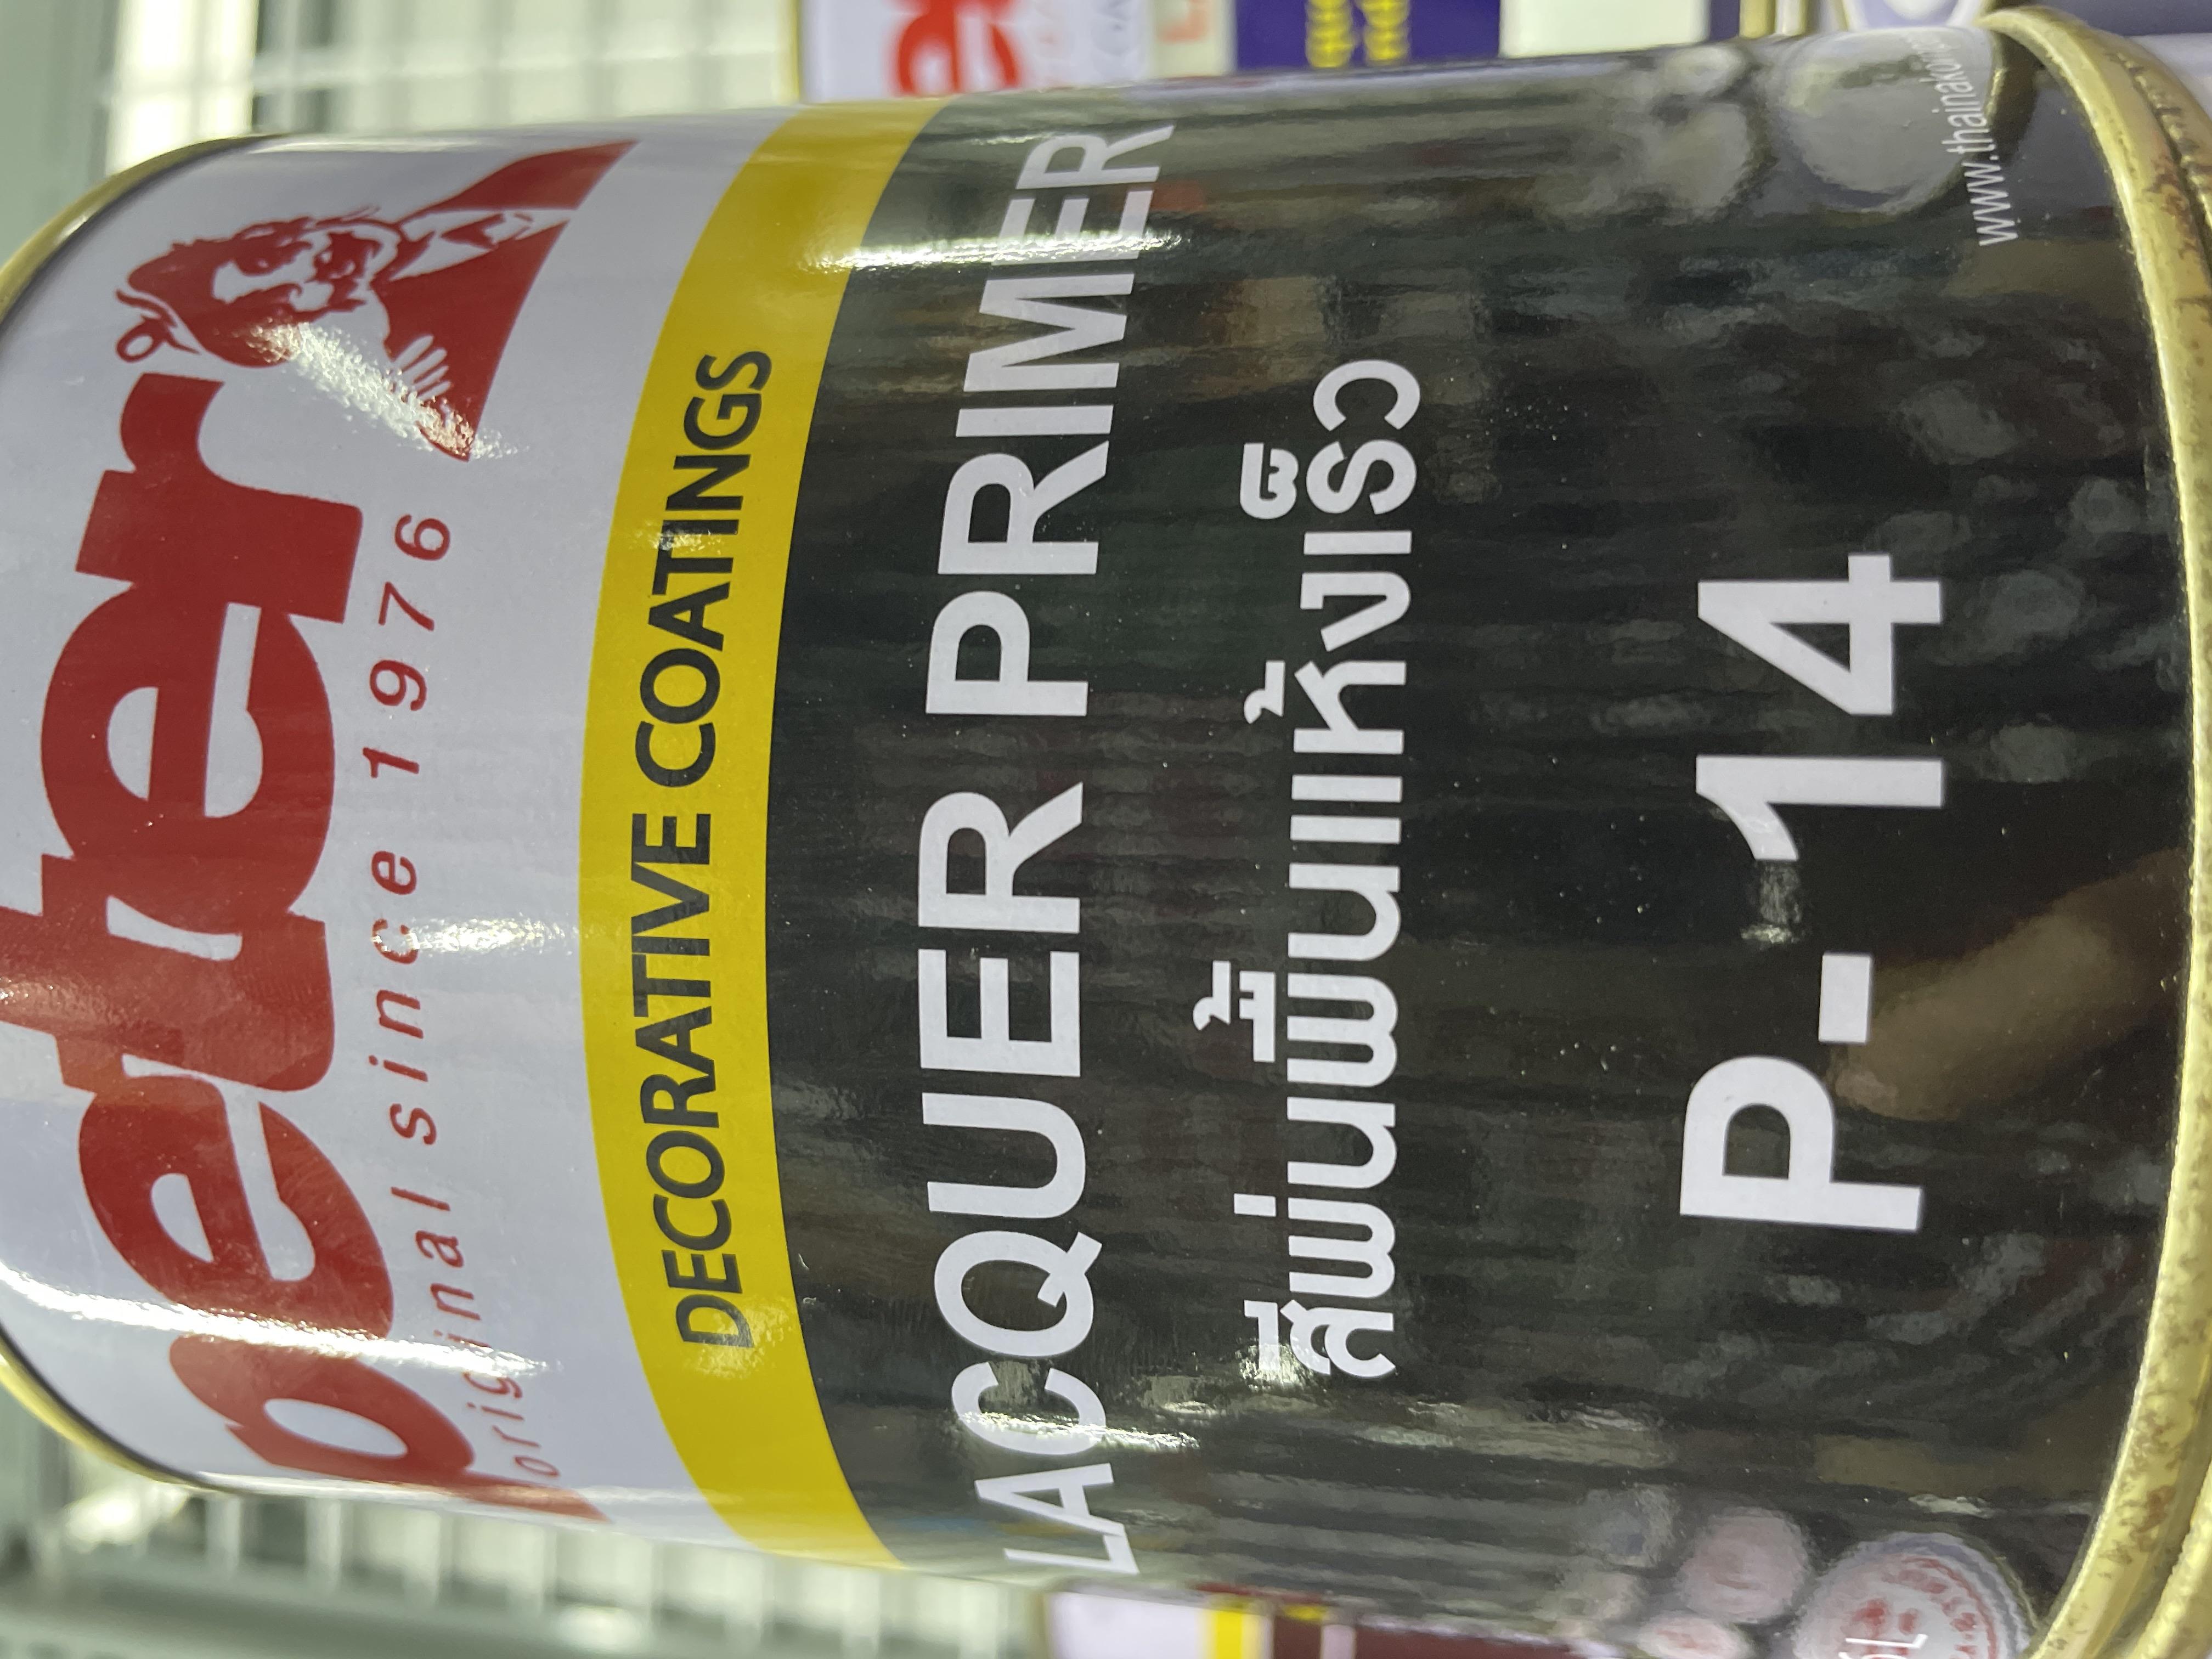 peter
original since 1976
DECORATIVE COATINGS
LACQUER PRIMER
สีพ่นพื้นแห้งเร็ว
P-14